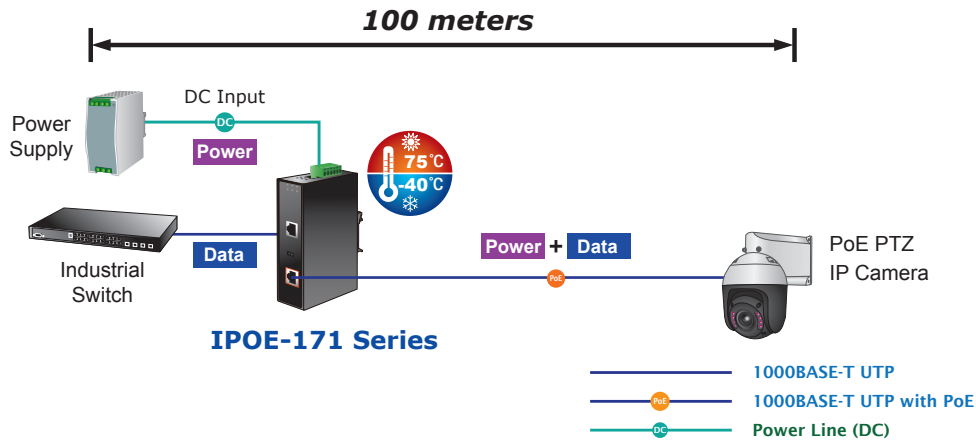 100 meters
DC Input
Power
Supply
DC
Power
75°C
-40°C
Data
Power + Data
PoE
Industrial
Switch
PoE PTZ
IP Camera
IPOE-171 Series
1000BASE-T UTP
PoE
1000BASE-T UTP with PoE
DC
Power Line (DC)